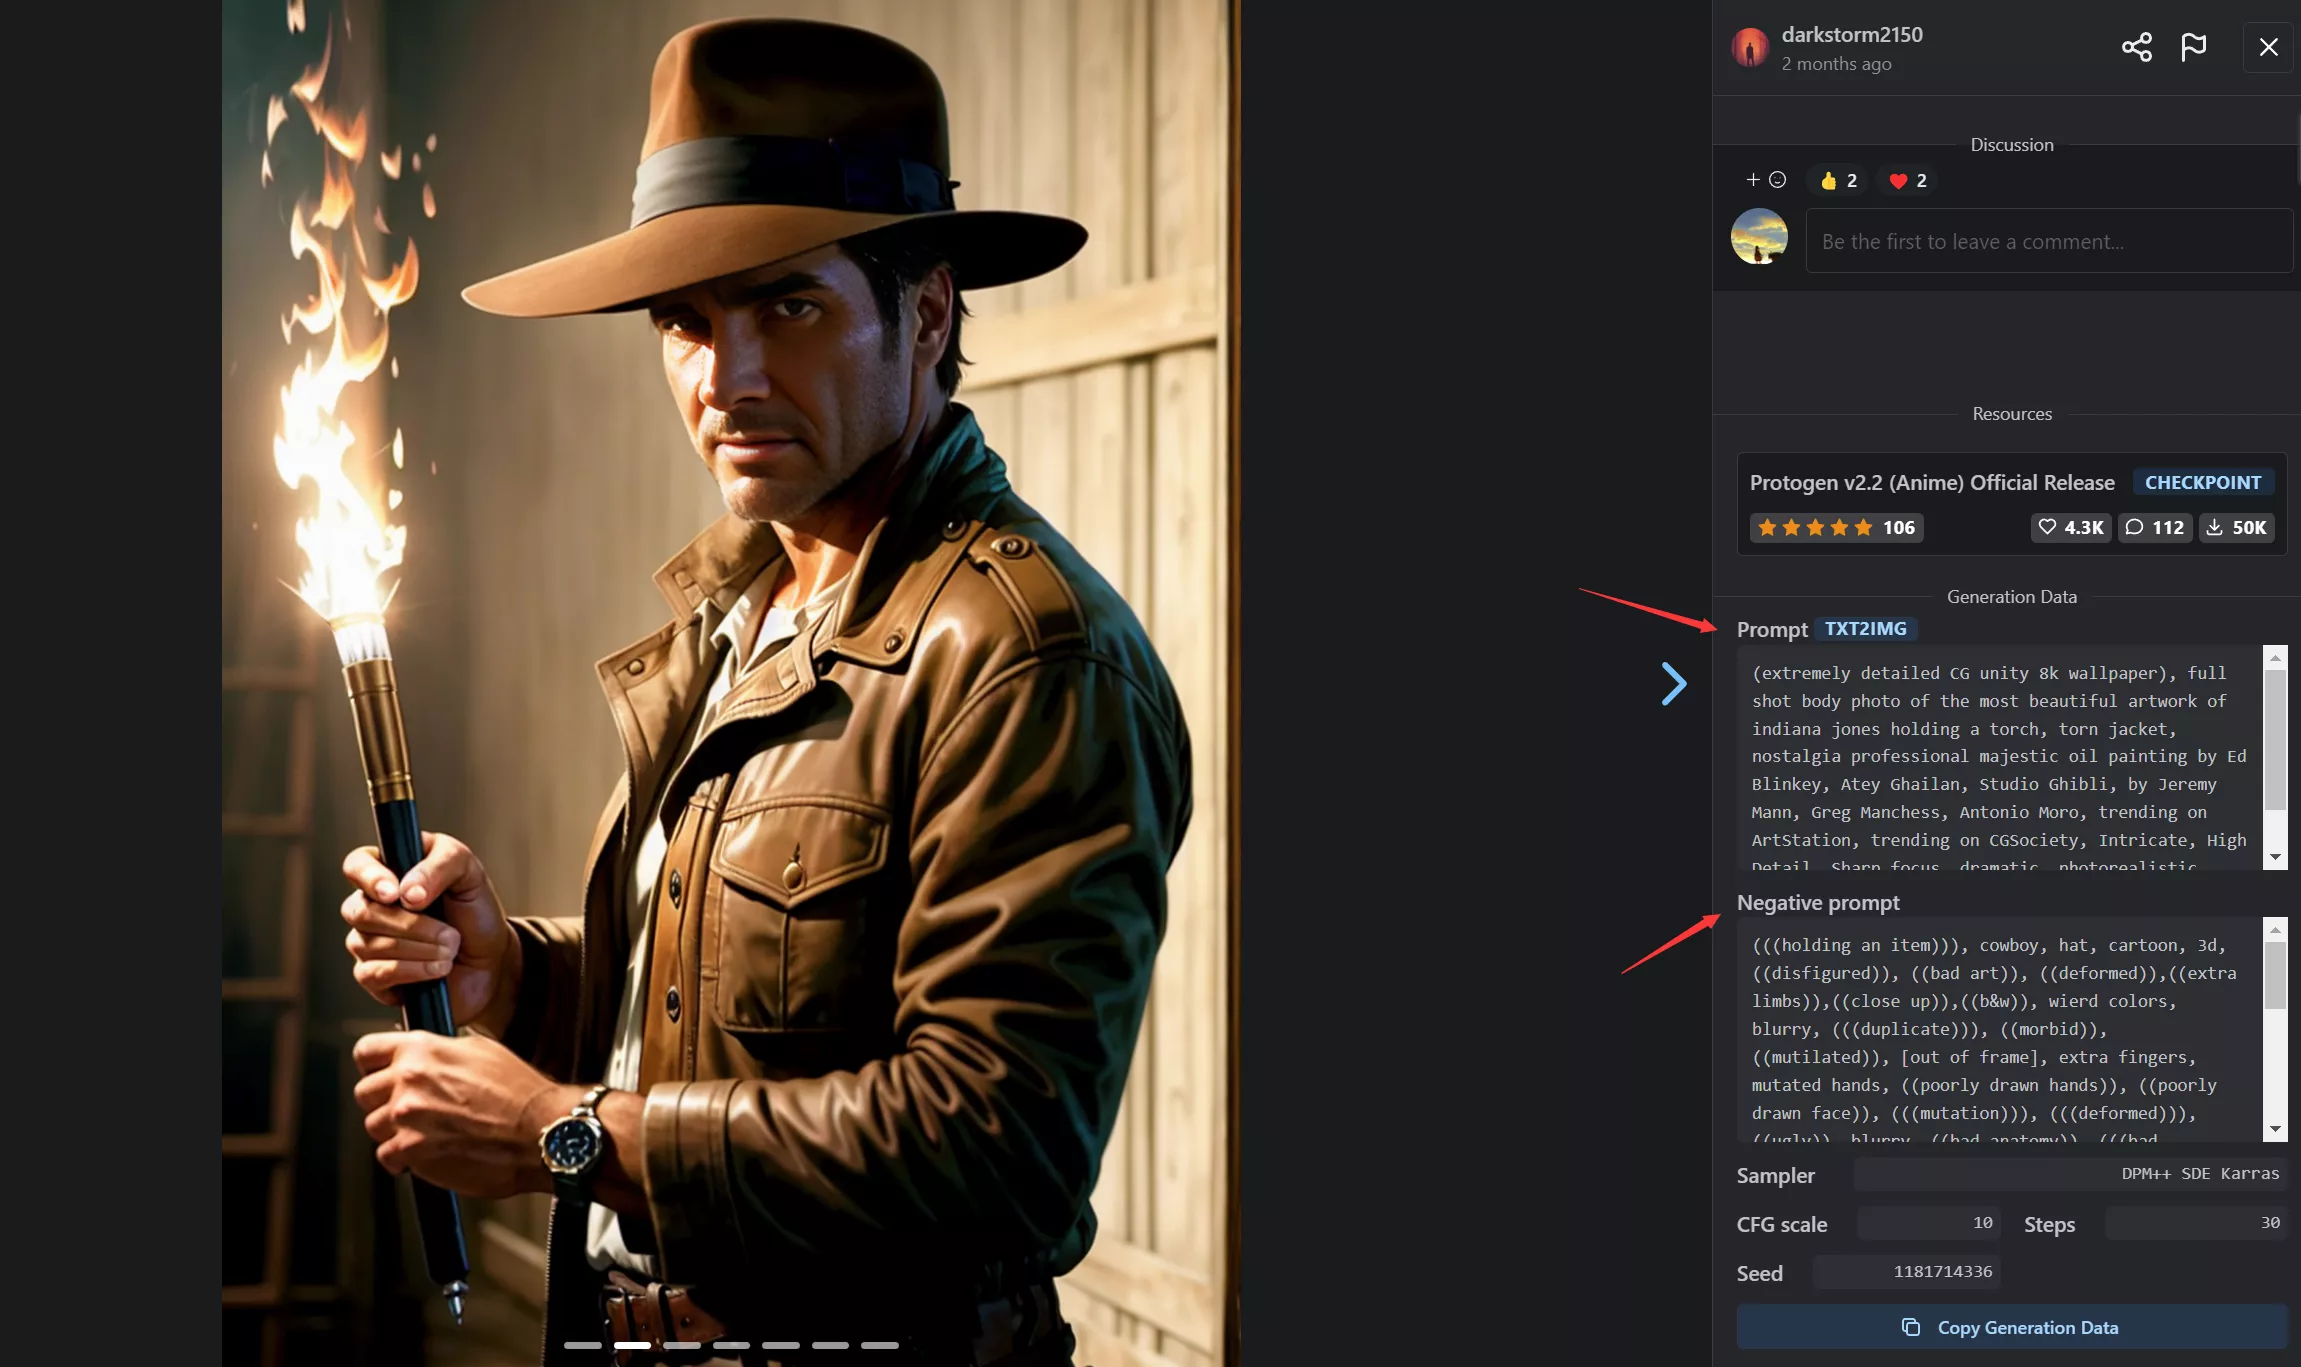 darkstorm2150
2 months ago
Discussion
2
2
Be the first to leave a comment...
Resources
Protogen v2.2 (Anime) Official Release CHECKPOINT
106 4.3K 112 50K
Generation Data
Prompt TXT2IMG
(extremely detailed CG unity 8k wallpaper), full
shot body photo of the most beautiful artwork of
indiana jones holding a torch, torn jacket,
nostalgia professional majestic oil painting by Ed
Blinkey, Atey Ghailan, Studio Ghibli, by Jeremy
Mann, Greg Manchess, Antonio Moro, trending on
ArtStation, trending on CGSociety, Intricate, High
Detail, Sharp focus, dramatic, photorealistic
Negative prompt
(((holding an item))), cowboy, hat, cartoon, 3d,
((disfigured)), ((bad art)), ((deformed)),((extra
limbs)),((close up)),((b&w)), wierd colors,
blurry, (((duplicate))), ((morbid)),
((mutilated)), [out of frame], extra fingers,
mutated hands, ((poorly drawn hands)), ((poorly
drawn face)), (((mutation))), (((deformed))),
((ugly)), blurry, ((bad anatomy)), (((bad
Sampler DPM++ SDE Karras
CFG scale 10 Steps 30
Seed 1181714336
Copy Generation Data